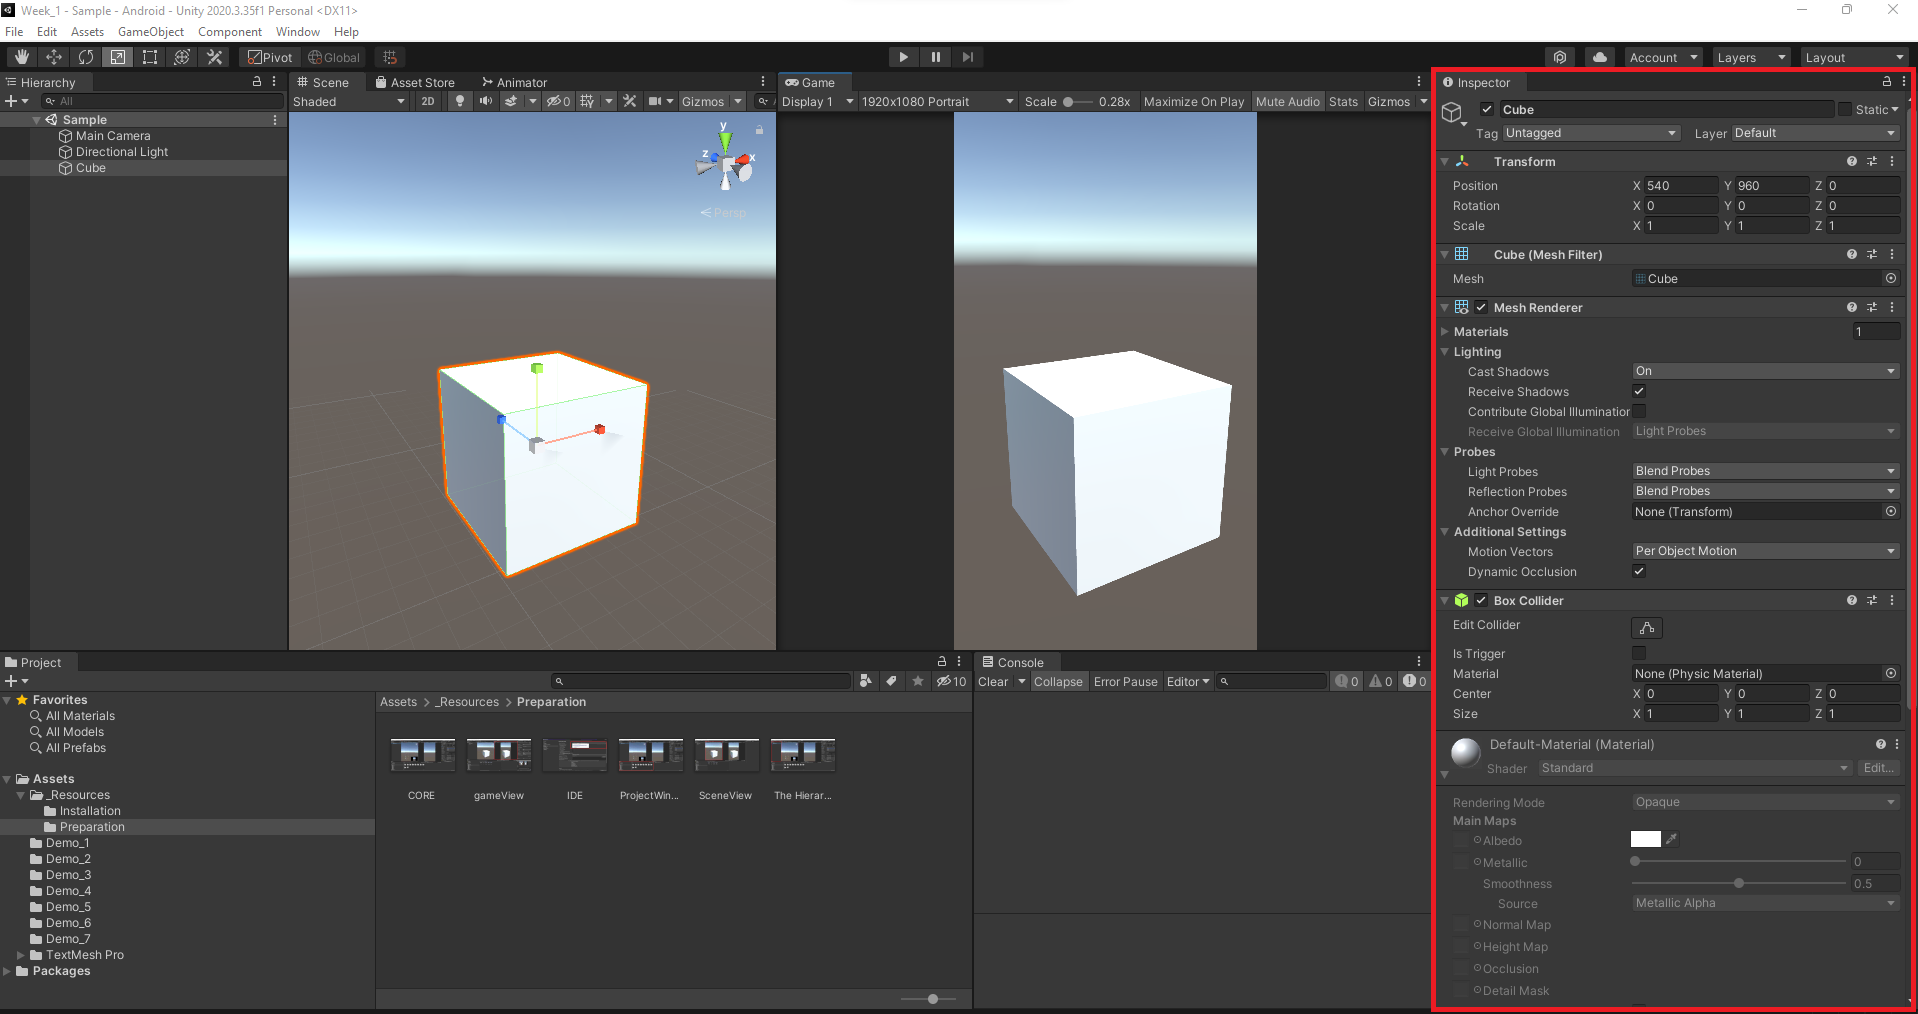 Week_1 - Sample - Android - Unity 2020.3.35f1 Personal <DX11>
File Edit Assets GameObject Component Window Help
Pivot Global Account Layers Layout
Hierarchy
All
Sample
Main Camera
Directional Light
Cube
Scene Asset Store Animator
Shaded 2D 0 Gizmos
y
z x
Persp
Game
Display 1 1920x1080 Portrait Scale 0.28x Maximize On Play Mute Audio Stats Gizmos
Project
10
Favorites
All Materials
All Models
All Prefabs
Assets
_Resources
Installation
Preparation
Demo_1
Demo_2
Demo_3
Demo_4
Demo_5
Demo_6
Demo_7
TextMesh Pro
Packages
Assets > _Resources > Preparation
CORE gameView IDE ProjectWin... SceneView The Hierar...
Console
Clear Collapse Error Pause Editor 0 0 0
Inspector
Cube Static
Tag Untagged Layer Default
Transform
Position X 540 Y 960 Z 0
Rotation X 0 Y 0 Z 0
Scale X 1 Y 1 Z 1
Cube (Mesh Filter)
Mesh Cube
Mesh Renderer
Materials 1
Lighting
Cast Shadows On
Receive Shadows
Contribute Global Illumination
Receive Global Illumination Light Probes
Probes
Light Probes Blend Probes
Reflection Probes Blend Probes
Anchor Override None (Transform)
Additional Settings
Motion Vectors Per Object Motion
Dynamic Occlusion
Box Collider
Edit Collider
Is Trigger
Material None (Physic Material)
Center X 0 Y 0 Z 0
Size X 1 Y 1 Z 1
Default-Material (Material)
Shader Standard Edit...
Rendering Mode Opaque
Main Maps
Albedo
Metallic 0
Smoothness 0.5
Source Metallic Alpha
Normal Map
Height Map
Occlusion
Detail Mask